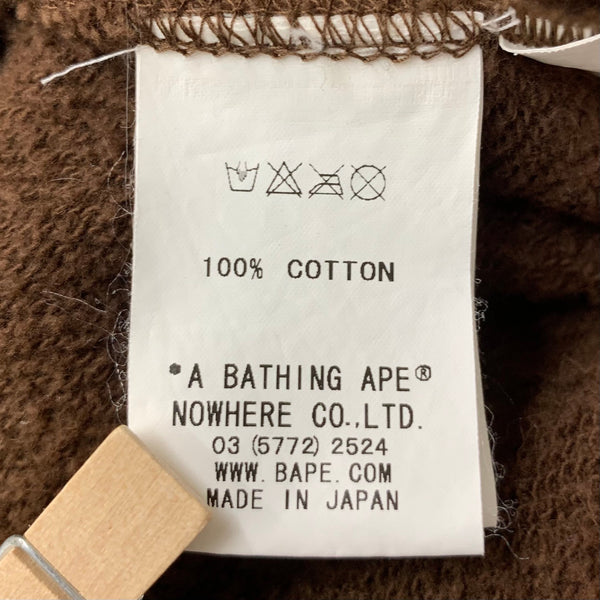 100% COTTON
*A BATHING APE®
NOWHERE CO.,LTD.
03 (5772) 2524
WWW. BAPE. COM
MADE IN JAPAN